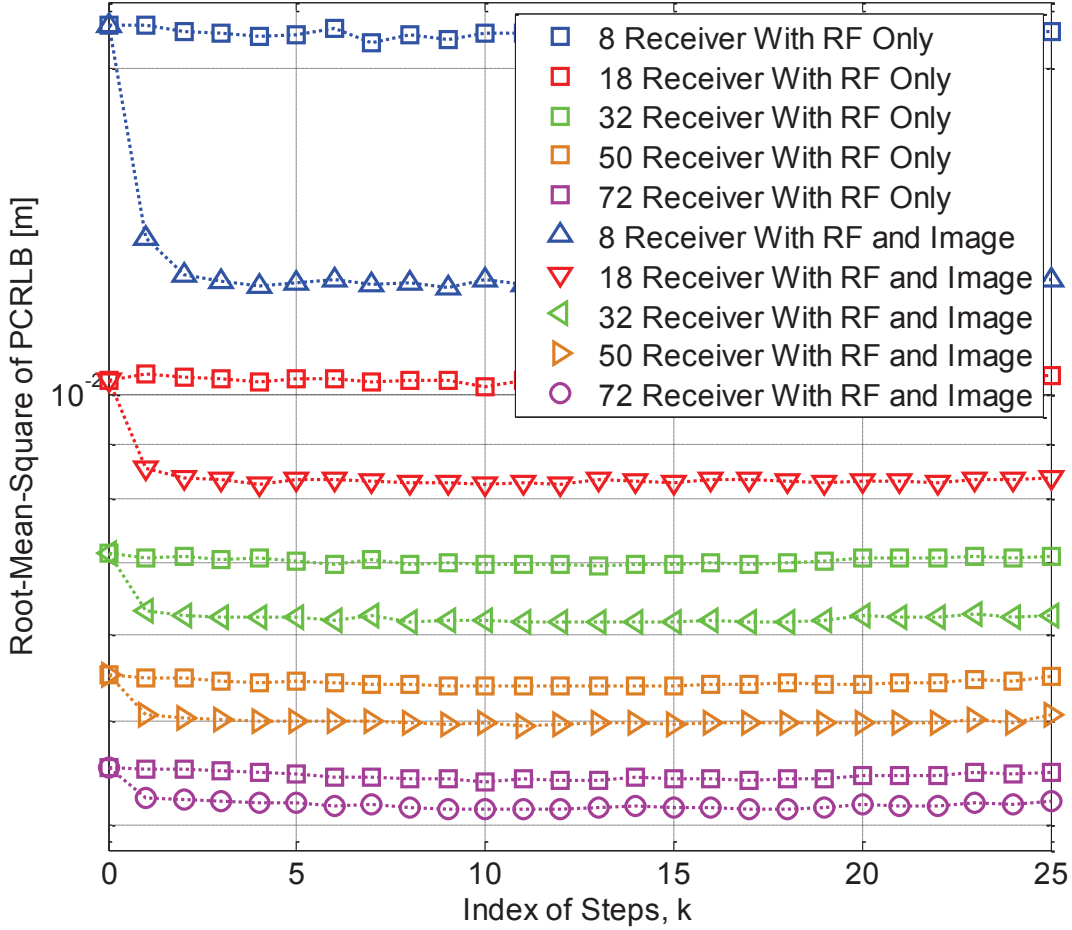 8 Receiver With RF Only
18 Receiver With RF Only
32 Receiver With RF Only
50 Receiver With RF Only
72 Receiver With RF Only
8 Receiver With RF and Image
18 Receiver With RF and Image
32 Receiver With RF and Image
50 Receiver With RF and Image
72 Receiver With RF and Image
Root-Mean-Square of PCRLB [m]
10⁻²
0 5 10 15 20 25
Index of Steps, k